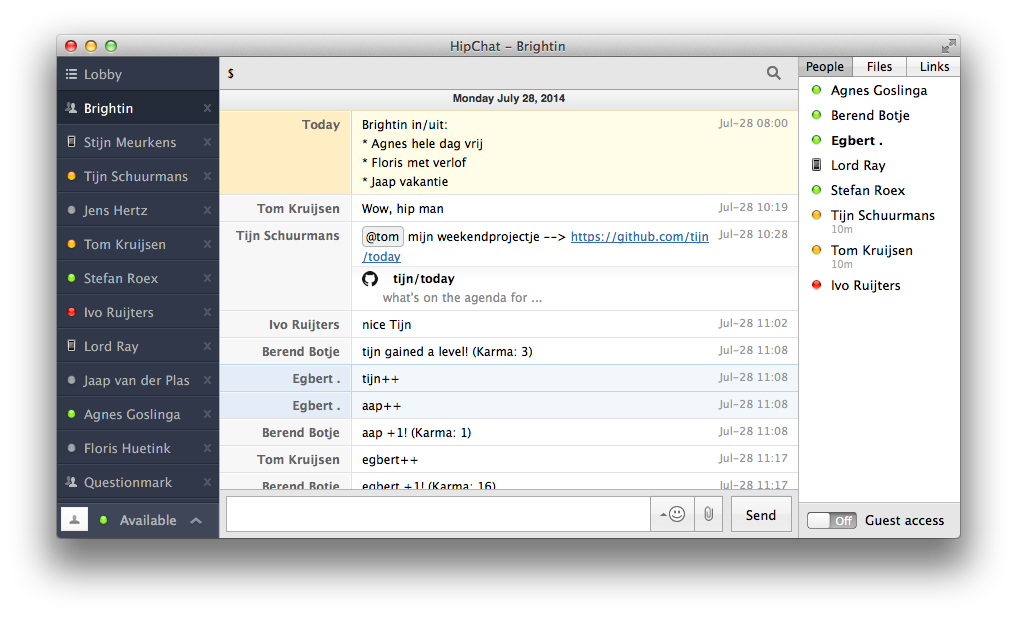 HipChat – Brightin
Lobby
Brightin x
Stijn Meurkens x
Tijn Schuurmans x
Jens Hertz x
Tom Kruijsen x
Stefan Roex x
Ivo Ruijters x
Lord Ray x
Jaap van der Plas x
Agnes Goslinga x
Floris Huetink x
Questionmark x
Available
$
Monday July 28, 2014
Today Brightin in/uit: Jul-28 08:00
* Agnes hele dag vrij
* Floris met verlof
* Jaap vakantie
Tom Kruijsen Wow, hip man Jul-28 10:19
Tijn Schuurmans @tom mijn weekendprojectje --> https://github.com/tijn Jul-28 10:28
/today
tijn/today
what's on the agenda for ...
Ivo Ruijters nice Tijn Jul-28 11:02
Berend Botje tijn gained a level! (Karma: 3) Jul-28 11:08
Egbert . tijn++ Jul-28 11:08
Egbert . aap++ Jul-28 11:08
Berend Botje aap +1! (Karma: 1) Jul-28 11:08
Tom Kruijsen egbert++ Jul-28 11:17
Berend Botje egbert +1! (Karma: 16) Jul-28 11:17
Send
People Files Links
Agnes Goslinga
Berend Botje
Egbert .
Lord Ray
Stefan Roex
Tijn Schuurmans
10m
Tom Kruijsen
10m
Ivo Ruijters
Off Guest access